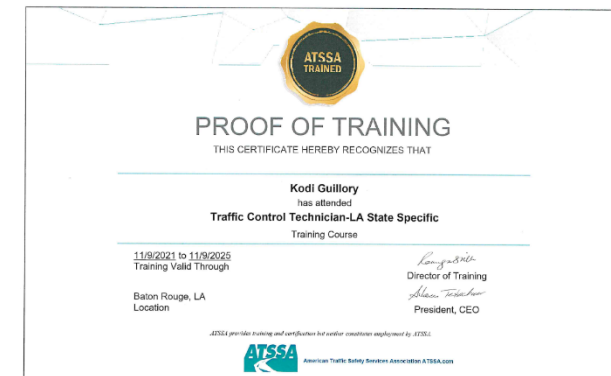 ATSSA
TRAINED
PROOF OF TRAINING
THIS CERTIFICATE HEREBY RECOGNIZES THAT
Kodi Guillory
has attended
Traffic Control Technician-LA State Specific
Training Course
11/9/2021 to 11/9/2025
Training Valid Through
Director of Training
Baton Rouge, LA
Location
President, CEO
ATSSA provides training and certification but neither constitutes employment by ATSSA.
ATSSA
American Traffic Safety Services Association ATSSA.com